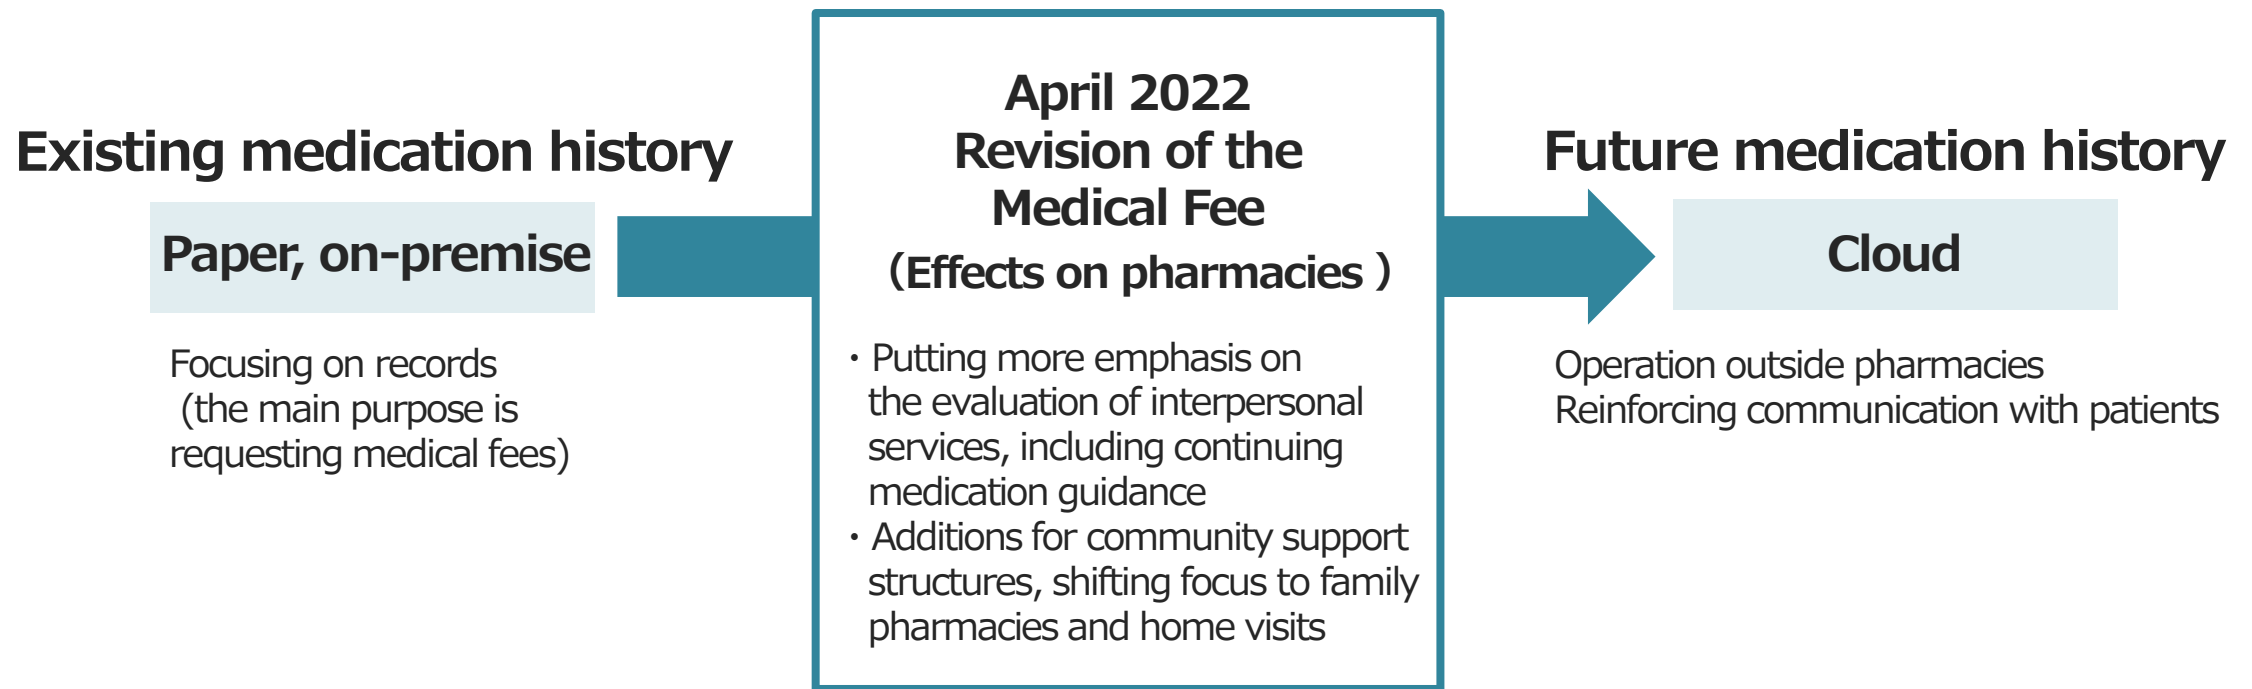 Existing medication history
Paper, on-premise
Focusing on records
(the main purpose is
requesting medical fees)
April 2022
Revision of the
Medical Fee
（Effects on pharmacies ）
・Putting more emphasis on
the evaluation of interpersonal
services, including continuing
medication guidance
・Additions for community support
structures, shifting focus to family
pharmacies and home visits
Future medication history
Cloud
Operation outside pharmacies
Reinforcing communication with patients